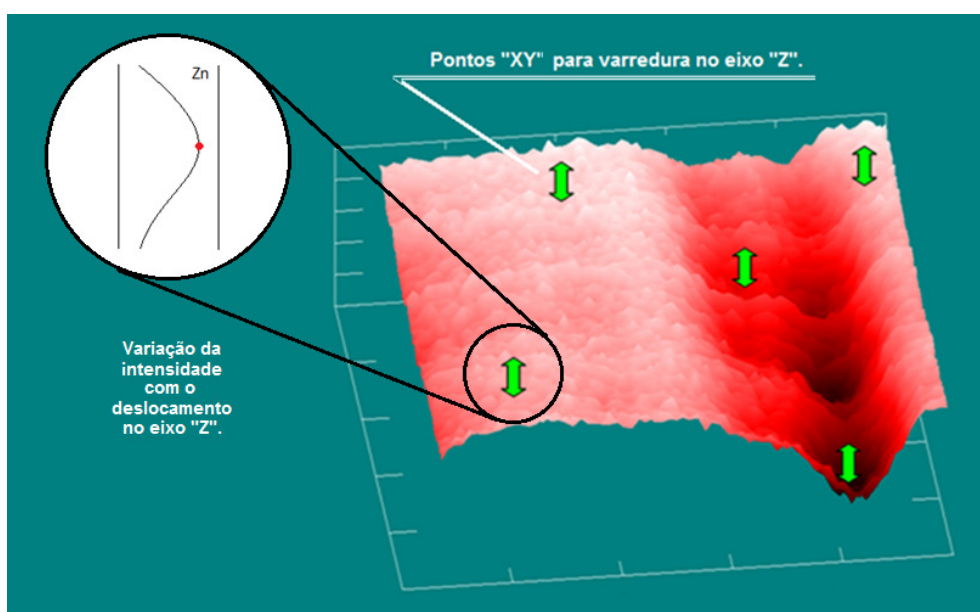 Pontos "XY" para varredura no eixo "Z".
Zn
Variação da
intensidade
com o
deslocamento
no eixo "Z".